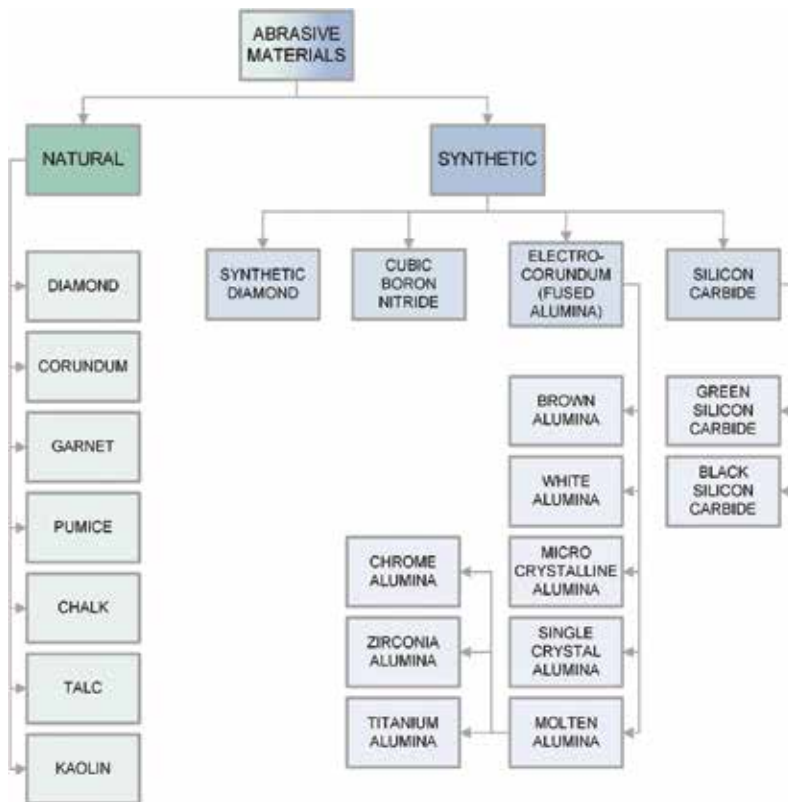 ABRASIVE
MATERIALS
NATURAL
SYNTHETIC
DIAMOND
CORUNDUM
GARNET
PUMICE
CHALK
TALC
KAOLIN
SYNTHETIC
DIAMOND
CUBIC
BORON
NITRIDE
ELECTRO-
CORUNDUM
(FUSED
ALUMINA)
SILICON
CARBIDE
BROWN
ALUMINA
WHITE
ALUMINA
MICRO
CRYSTALLINE
ALUMINA
SINGLE
CRYSTAL
ALUMINA
MOLTEN
ALUMINA
CHROME
ALUMINA
ZIRCONIA
ALUMINA
TITANIUM
ALUMINA
GREEN
SILICON
CARBIDE
BLACK
SILICON
CARBIDE